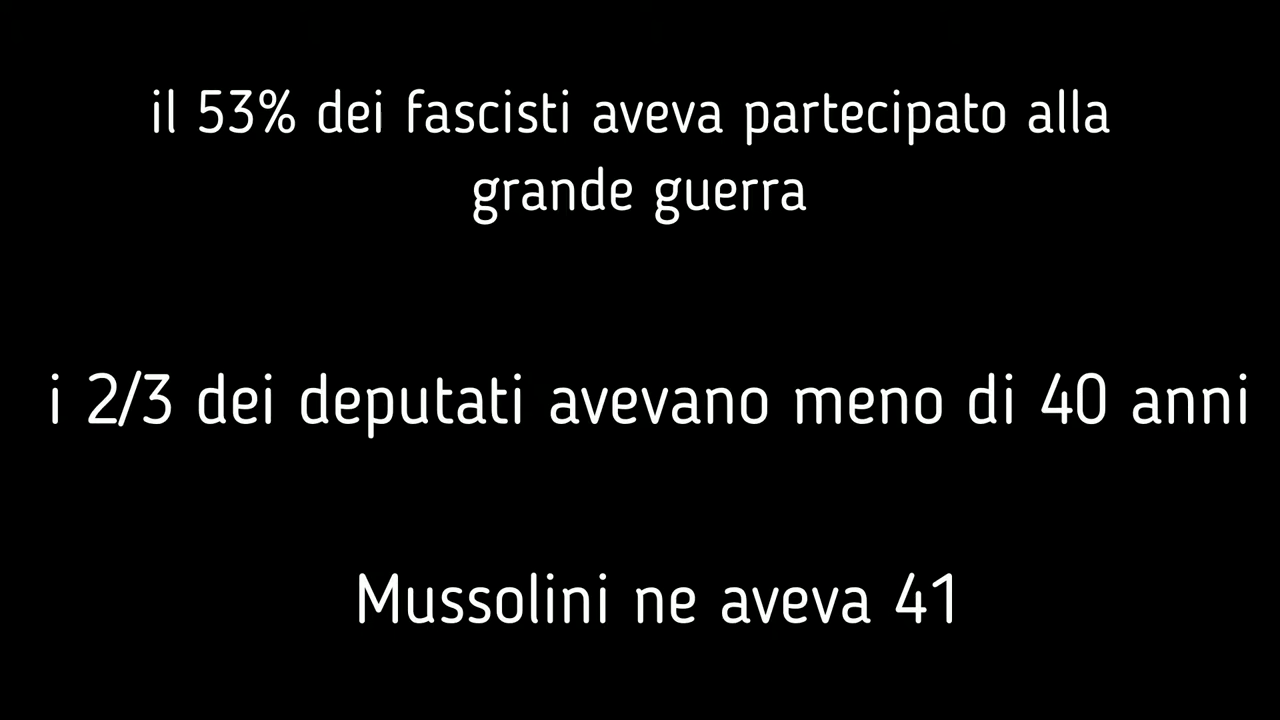 il 53% dei fascisti aveva partecipato alla
grande guerra
i 2/3 dei deputati avevano meno di 40 anni
Mussolini ne aveva 41